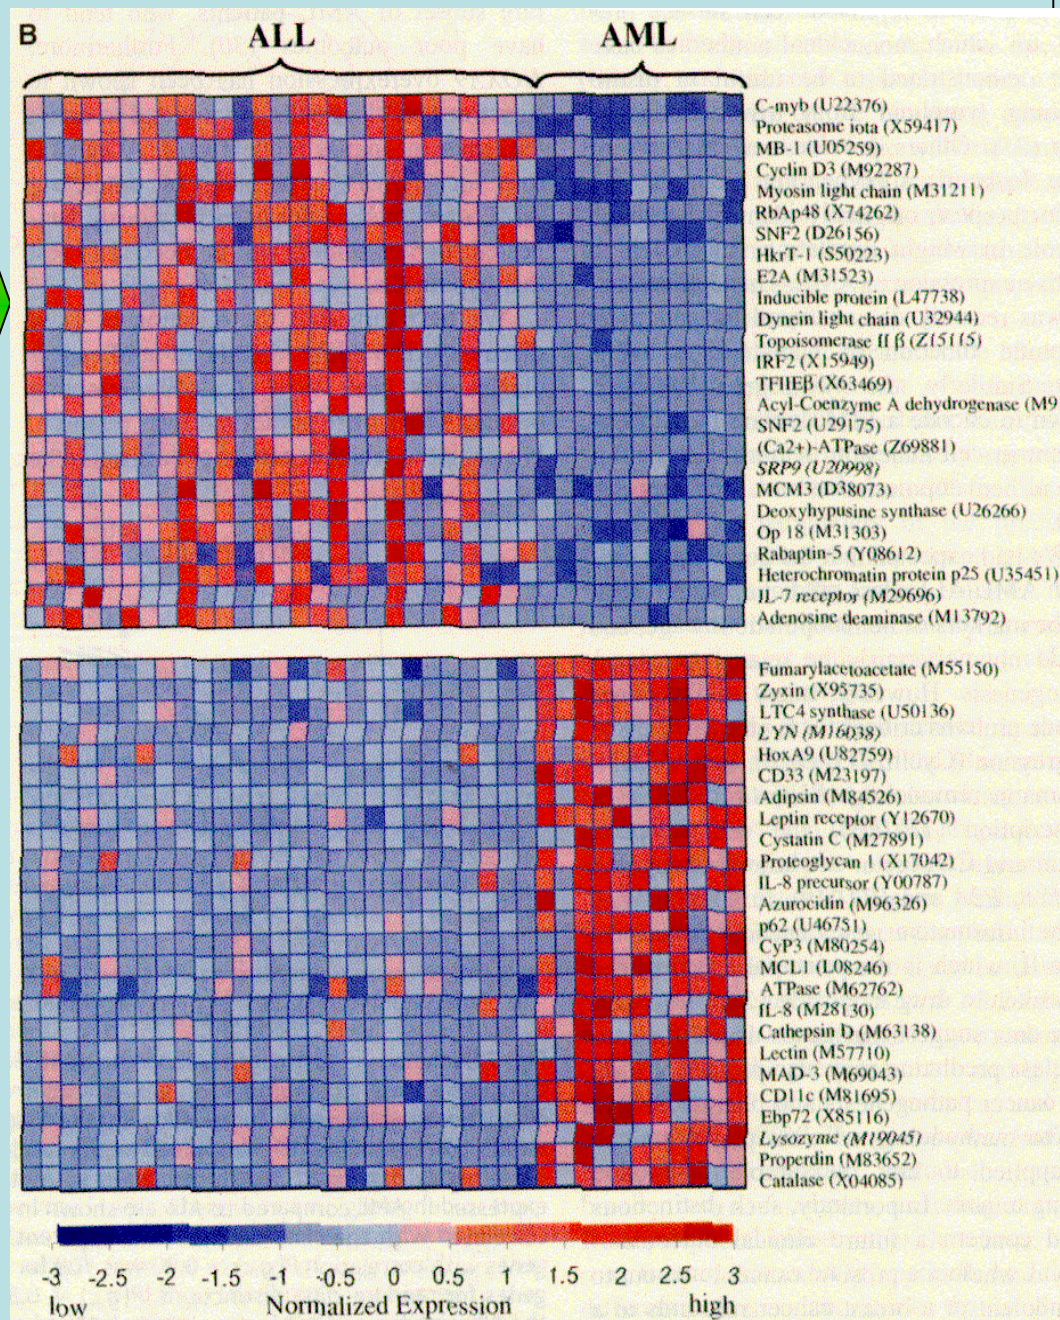 B
ALL AML
C-myb (U22376)
Proteasome iota (X59417)
MB-1 (U05259)
Cyclin D3 (M92287)
Myosin light chain (M31211)
RbAp48 (X74262)
SNF2 (D26156)
HkrT-1 (S50223)
E2A (M31523)
Inducible protein (L47738)
Dynein light chain (U32944)
Topoisomerase II β (Z15115)
IRF2 (X15949)
TFIIEβ (X63469)
Acyl-Coenzyme A dehydrogenase (M9
SNF2 (U29175)
(Ca2+)-ATPase (Z69881)
SRP9 (U20998)
MCM3 (D38073)
Deoxyhypusine synthase (U26266)
Op 18 (M31303)
Rabaptin-5 (Y08612)
Heterochromatin protein p25 (U35451)
IL-7 receptor (M29696)
Adenosine deaminase (M13792)
Fumarylacetoacetate (M55150)
Zyxin (X95735)
LTC4 synthase (U50136)
LYN (M16038)
HoxA9 (U82759)
CD33 (M23197)
Adipsin (M84526)
Leptin receptor (Y12670)
Cystatin C (M27891)
Proteoglycan 1 (X17042)
IL-8 precursor (Y00787)
Azurocidin (M96326)
p62 (U46751)
CyP3 (M80254)
MCL1 (L08246)
ATPase (M62762)
IL-8 (M28130)
Cathepsin D (M63138)
Lectin (M57710)
MAD-3 (M69043)
CD11c (M81695)
Ebp72 (X85116)
Lysozyme (M19045)
Properdin (M83652)
Catalase (X04085)
-3 -2.5 -2 -1.5 -1 -0.5 0 0.5 1 1.5 2 2.5 3
low Normalized Expression high